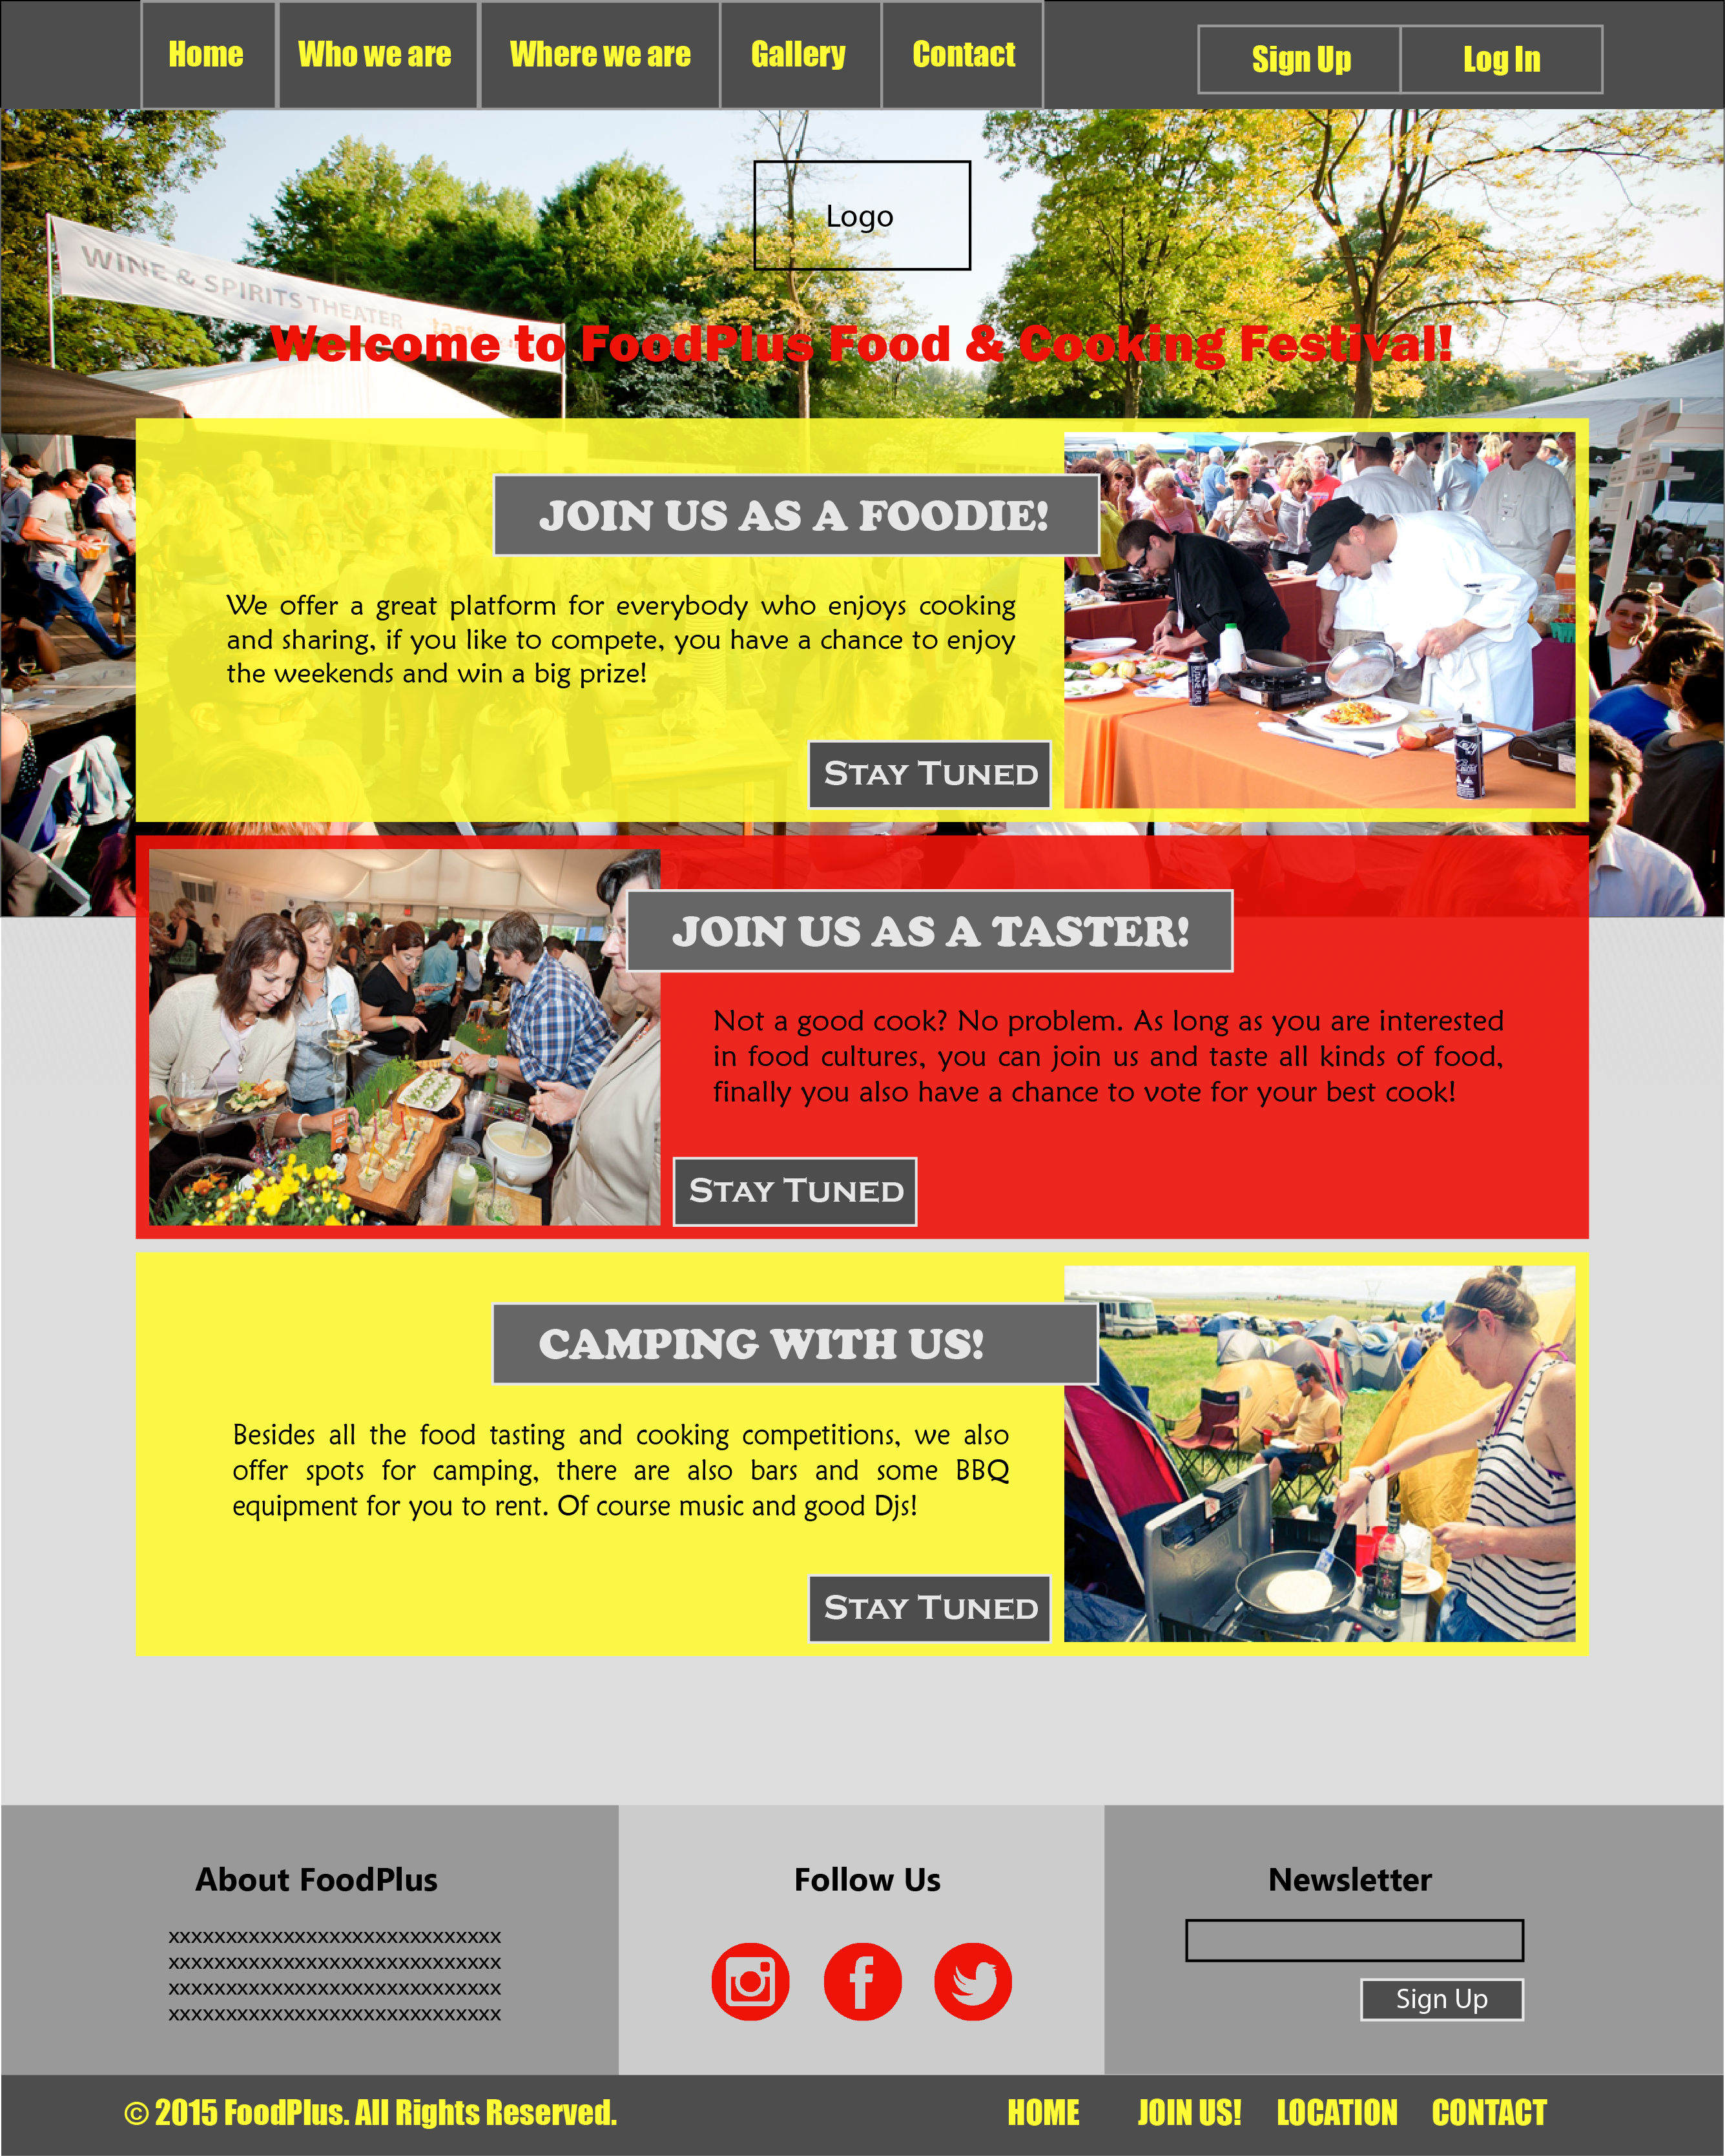 Home Who we are Where we are Gallery Contact Sign Up Log In
Logo
WINE & SPIRITS THEATER taste
Welcome to FoodPlus Food & Cooking Festival!
JOIN US AS A FOODIE!
We offer a great platform for everybody who enjoys cooking
and sharing, if you like to compete, you have a chance to enjoy
the weekends and win a big prize!
STAY TUNED
BUTANE FUEL
JOIN US AS A TASTER!
Not a good cook? No problem. As long as you are interested
in food cultures, you can join us and taste all kinds of food,
finally you also have a chance to vote for your best cook!
STAY TUNED
CAMPING WITH US!
Besides all the food tasting and cooking competitions, we also
offer spots for camping, there are also bars and some BBQ
equipment for you to rent. Of course music and good Djs!
STAY TUNED
About FoodPlus
xxxxxxxxxxxxxxxxxxxxxxxxxxxxx
xxxxxxxxxxxxxxxxxxxxxxxxxxxxx
xxxxxxxxxxxxxxxxxxxxxxxxxxxxx
xxxxxxxxxxxxxxxxxxxxxxxxxxxxx
Follow Us
Newsletter
Sign Up
© 2015 FoodPlus. All Rights Reserved. HOME JOIN US! LOCATION CONTACT